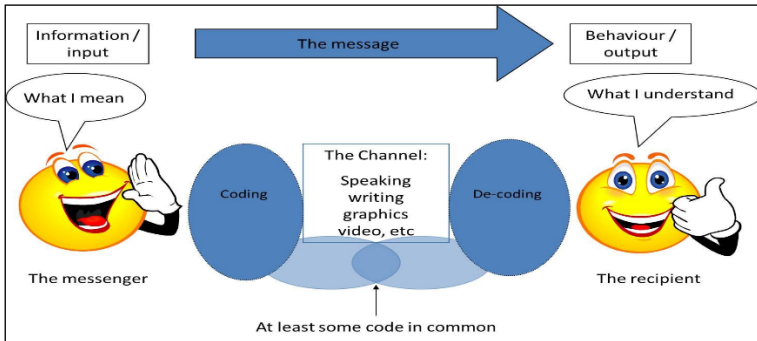 Information /
input
The message
Behaviour /
output
What I mean
What I understand
The Channel:
Speaking
writing
graphics
video, etc
Coding
De-coding
The messenger
The recipient
At least some code in common